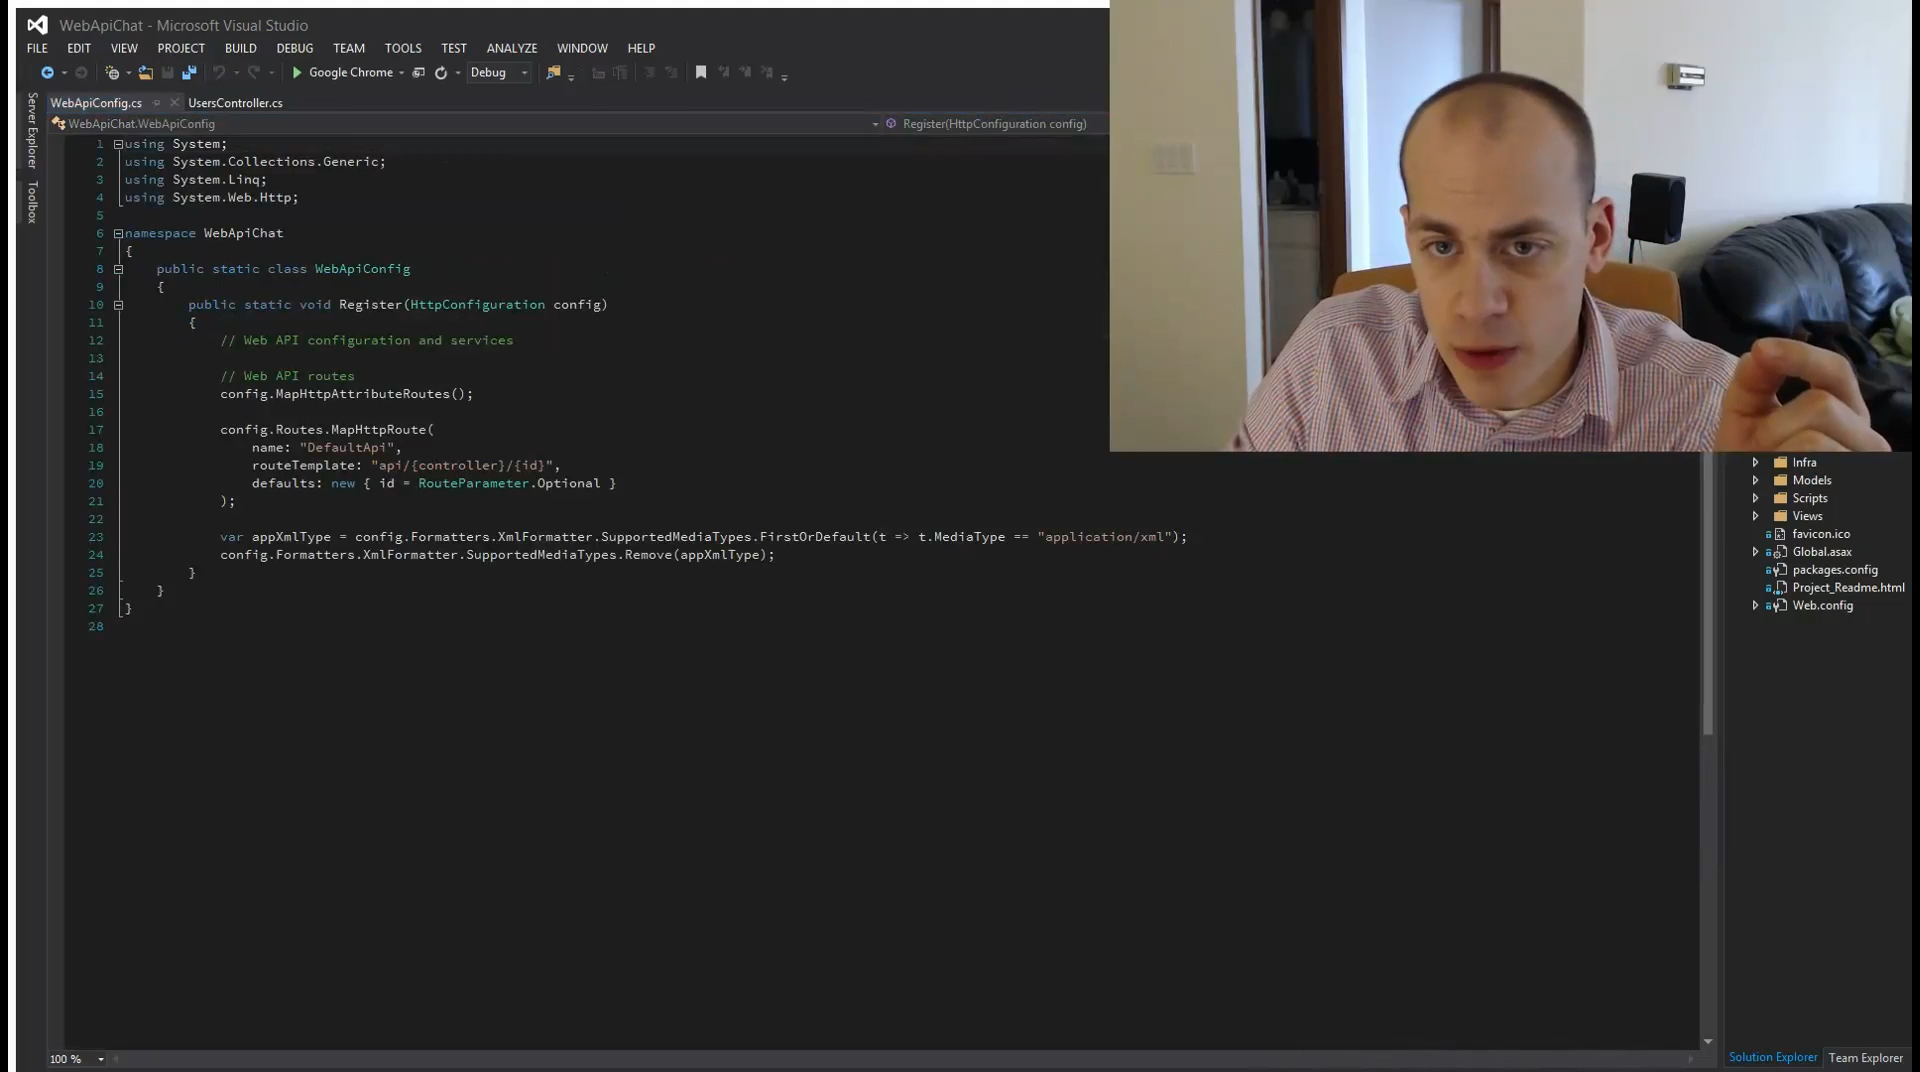 WebApiChat - Microsoft Visual Studio
FILE EDIT VIEW PROJECT BUILD DEBUG TEAM TOOLS TEST ANALYZE WINDOW HELP
Google Chrome Debug
Server Explorer
Toolbox
WebApiConfig.cs UsersController.cs
WebApiChat.WebApiConfig Register(HttpConfiguration config)
1 using System;
2 using System.Collections.Generic;
3 using System.Linq;
4 using System.Web.Http;
5
6 namespace WebApiChat
7 {
8 public static class WebApiConfig
9 {
10 public static void Register(HttpConfiguration config)
11 {
12 // Web API configuration and services
13
14 // Web API routes
15 config.MapHttpAttributeRoutes();
16
17 config.Routes.MapHttpRoute(
18 name: "DefaultApi",
19 routeTemplate: "api/{controller}/{id}",
20 defaults: new { id = RouteParameter.Optional }
21 );
22
23 var appXmlType = config.Formatters.XmlFormatter.SupportedMediaTypes.FirstOrDefault(t => t.MediaType == "application/xml");
24 config.Formatters.XmlFormatter.SupportedMediaTypes.Remove(appXmlType);
25 }
26 }
27 }
28
Infra
Models
Scripts
Views
favicon.ico
Global.asax
packages.config
Project_Readme.html
Web.config
100 %
Solution Explorer Team Explorer